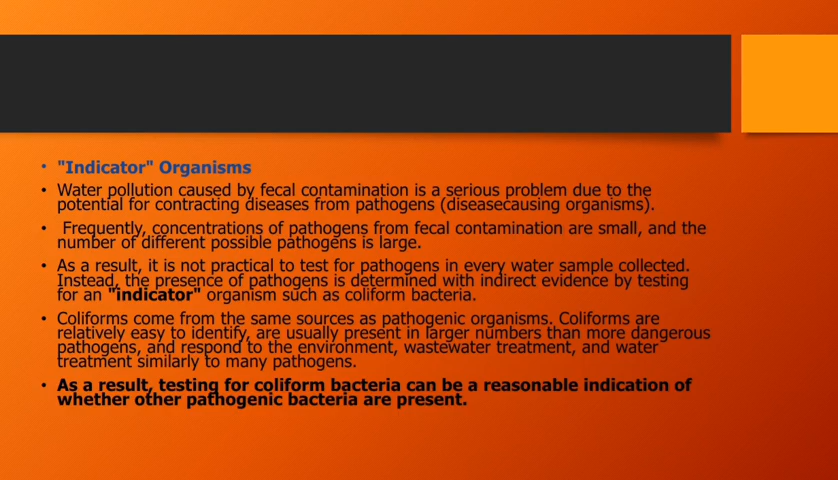 • "Indicator" Organisms
• Water pollution caused by fecal contamination is a serious problem due to the
potential for contracting diseases from pathogens (diseasecausing organisms).
• Frequently, concentrations of pathogens from fecal contamination are small, and the
number of different possible pathogens is large.
• As a result, it is not practical to test for pathogens in every water sample collected.
Instead, the presence of pathogens is determined with indirect evidence by testing
for an "indicator" organism such as coliform bacteria.
• Coliforms come from the same sources as pathogenic organisms. Coliforms are
relatively easy to identify, are usually present in larger numbers than more dangerous
pathogens, and respond to the environment, wastewater treatment, and water
treatment similarly to many pathogens.
• As a result, testing for coliform bacteria can be a reasonable indication of
whether other pathogenic bacteria are present.